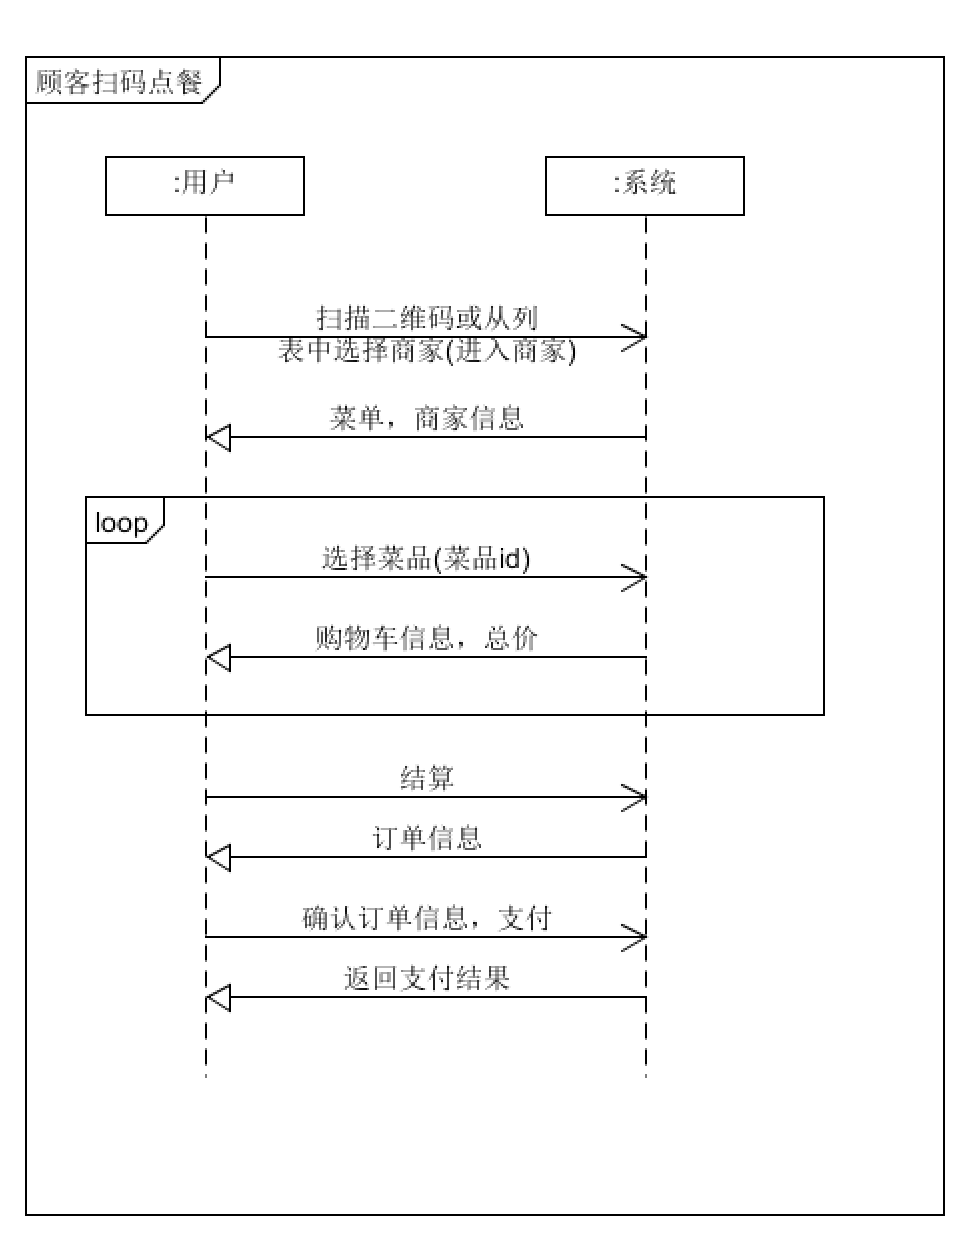 顾客扫码点餐
:用户
:系统
扫描二维码或从列
表中选择商家(进入商家)
菜单，商家信息
loop
选择菜品(菜品id)
购物车信息，总价
结算
订单信息
确认订单信息，支付
返回支付结果